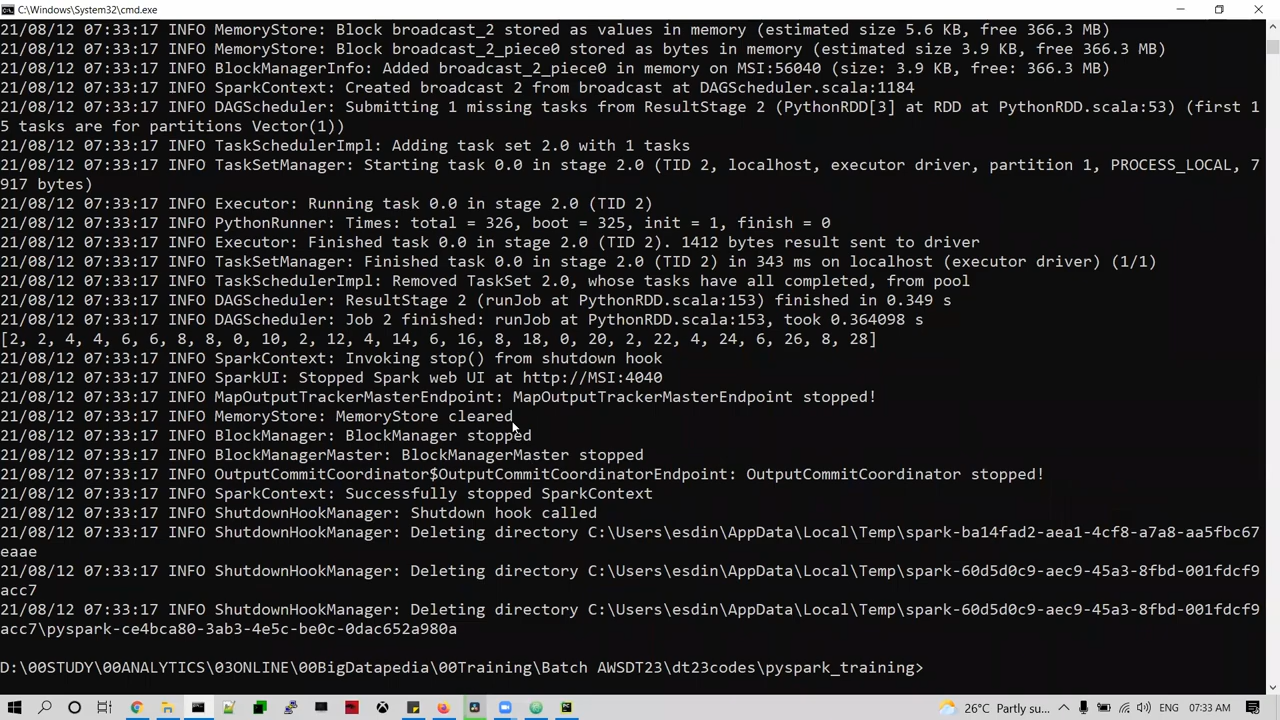 C:\Windows\System32\cmd.exe
21/08/12 07:33:17 INFO MemoryStore: Block broadcast_2 stored as values in memory (estimated size 5.6 KB, free 366.3 MB)
21/08/12 07:33:17 INFO MemoryStore: Block broadcast_2_piece0 stored as bytes in memory (estimated size 3.9 KB, free 366.3 MB)
21/08/12 07:33:17 INFO BlockManagerInfo: Added broadcast_2_piece0 in memory on MSI:56040 (size: 3.9 KB, free: 366.3 MB)
21/08/12 07:33:17 INFO SparkContext: Created broadcast 2 from broadcast at DAGScheduler.scala:1184
21/08/12 07:33:17 INFO DAGScheduler: Submitting 1 missing tasks from ResultStage 2 (PythonRDD[3] at RDD at PythonRDD.scala:53) (first 1
5 tasks are for partitions Vector(1))
21/08/12 07:33:17 INFO TaskSchedulerImpl: Adding task set 2.0 with 1 tasks
21/08/12 07:33:17 INFO TaskSetManager: Starting task 0.0 in stage 2.0 (TID 2, localhost, executor driver, partition 1, PROCESS_LOCAL, 7
917 bytes)
21/08/12 07:33:17 INFO Executor: Running task 0.0 in stage 2.0 (TID 2)
21/08/12 07:33:17 INFO PythonRunner: Times: total = 326, boot = 325, init = 1, finish = 0
21/08/12 07:33:17 INFO Executor: Finished task 0.0 in stage 2.0 (TID 2). 1412 bytes result sent to driver
21/08/12 07:33:17 INFO TaskSetManager: Finished task 0.0 in stage 2.0 (TID 2) in 343 ms on localhost (executor driver) (1/1)
21/08/12 07:33:17 INFO TaskSchedulerImpl: Removed TaskSet 2.0, whose tasks have all completed, from pool
21/08/12 07:33:17 INFO DAGScheduler: ResultStage 2 (runJob at PythonRDD.scala:153) finished in 0.349 s
21/08/12 07:33:17 INFO DAGScheduler: Job 2 finished: runJob at PythonRDD.scala:153, took 0.364098 s
[2, 2, 4, 4, 6, 6, 8, 8, 0, 10, 2, 12, 4, 14, 6, 16, 8, 18, 0, 20, 2, 22, 4, 24, 6, 26, 8, 28]
21/08/12 07:33:17 INFO SparkContext: Invoking stop() from shutdown hook
21/08/12 07:33:17 INFO SparkUI: Stopped Spark web UI at http://MSI:4040
21/08/12 07:33:17 INFO MapOutputTrackerMasterEndpoint: MapOutputTrackerMasterEndpoint stopped!
21/08/12 07:33:17 INFO MemoryStore: MemoryStore cleared
21/08/12 07:33:17 INFO BlockManager: BlockManager stopped
21/08/12 07:33:17 INFO BlockManagerMaster: BlockManagerMaster stopped
21/08/12 07:33:17 INFO OutputCommitCoordinator$OutputCommitCoordinatorEndpoint: OutputCommitCoordinator stopped!
21/08/12 07:33:17 INFO SparkContext: Successfully stopped SparkContext
21/08/12 07:33:17 INFO ShutdownHookManager: Shutdown hook called
21/08/12 07:33:17 INFO ShutdownHookManager: Deleting directory C:\Users\esdin\AppData\Local\Temp\spark-ba14fad2-aea1-4cf8-a7a8-aa5fbc67
eaae
21/08/12 07:33:17 INFO ShutdownHookManager: Deleting directory C:\Users\esdin\AppData\Local\Temp\spark-60d5d0c9-aec9-45a3-8fbd-001fdcf9
acc7
21/08/12 07:33:17 INFO ShutdownHookManager: Deleting directory C:\Users\esdin\AppData\Local\Temp\spark-60d5d0c9-aec9-45a3-8fbd-001fdcf9
acc7\pyspark-ce4bca80-3ab3-4e5c-be0c-0dac652a980a
D:\00STUDY\00ANALYTICS\03ONLINE\00BigDatapedia\00Training\Batch AWSDT23\dt23codes\pyspark_training>
26°C Partly su... ENG 07:33 AM